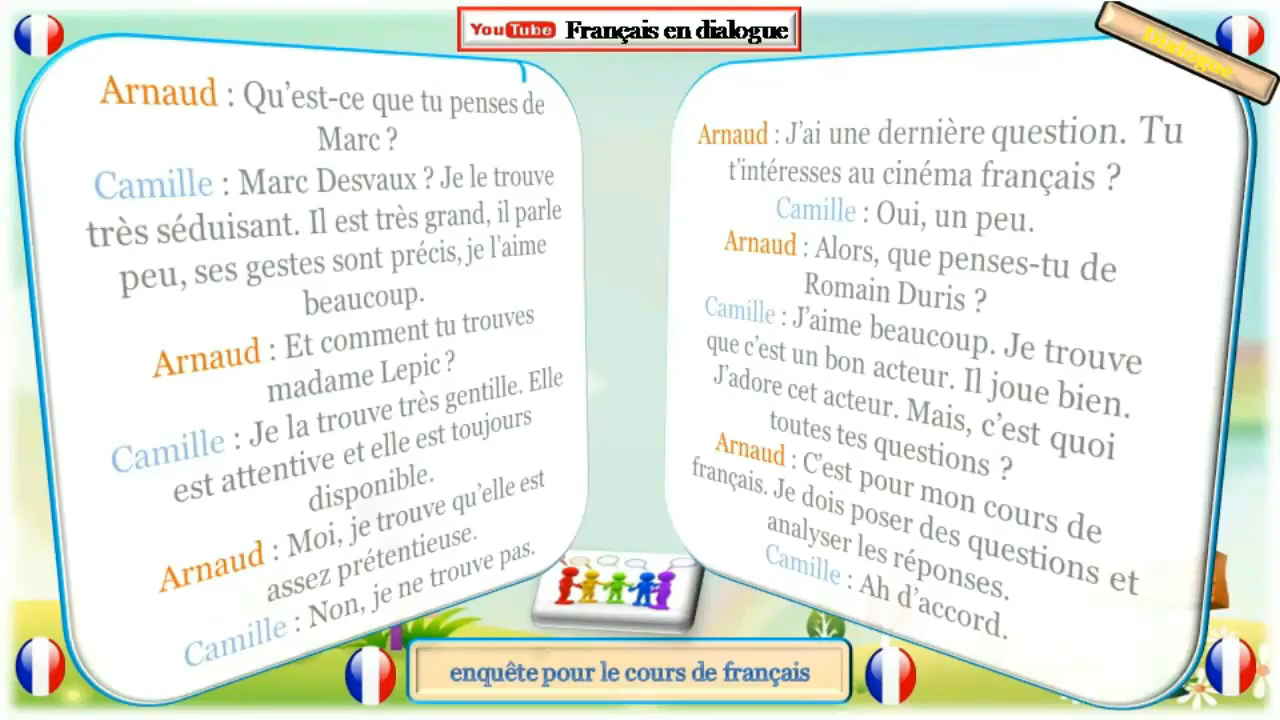 YouTube Français en dialogue
Dialogue
Arnaud : Qu'est-ce que tu penses de
Marc ?
Camille : Marc Desvaux ? Je le trouve
très séduisant. Il est très grand, il parle
peu, ses gestes sont précis, je l'aime
beaucoup.
Arnaud : Et comment tu trouves
madame Lepic ?
Camille : Je la trouve très gentille. Elle
est attentive et elle est toujours
disponible.
Arnaud : Moi, je trouve qu'elle est
assez prétentieuse.
Camille : Non, je ne trouve pas.
Arnaud : J'ai une dernière question. Tu
t'intéresses au cinéma français ?
Camille : Oui, un peu.
Arnaud : Alors, que penses-tu de
Romain Duris ?
Camille : J'aime beaucoup. Je trouve
que c'est un bon acteur. Il joue bien.
J'adore cet acteur. Mais, c'est quoi
toutes tes questions ?
Arnaud : C'est pour mon cours de
français. Je dois poser des questions et
analyser les réponses.
Camille : Ah d'accord.
enquête pour le cours de français